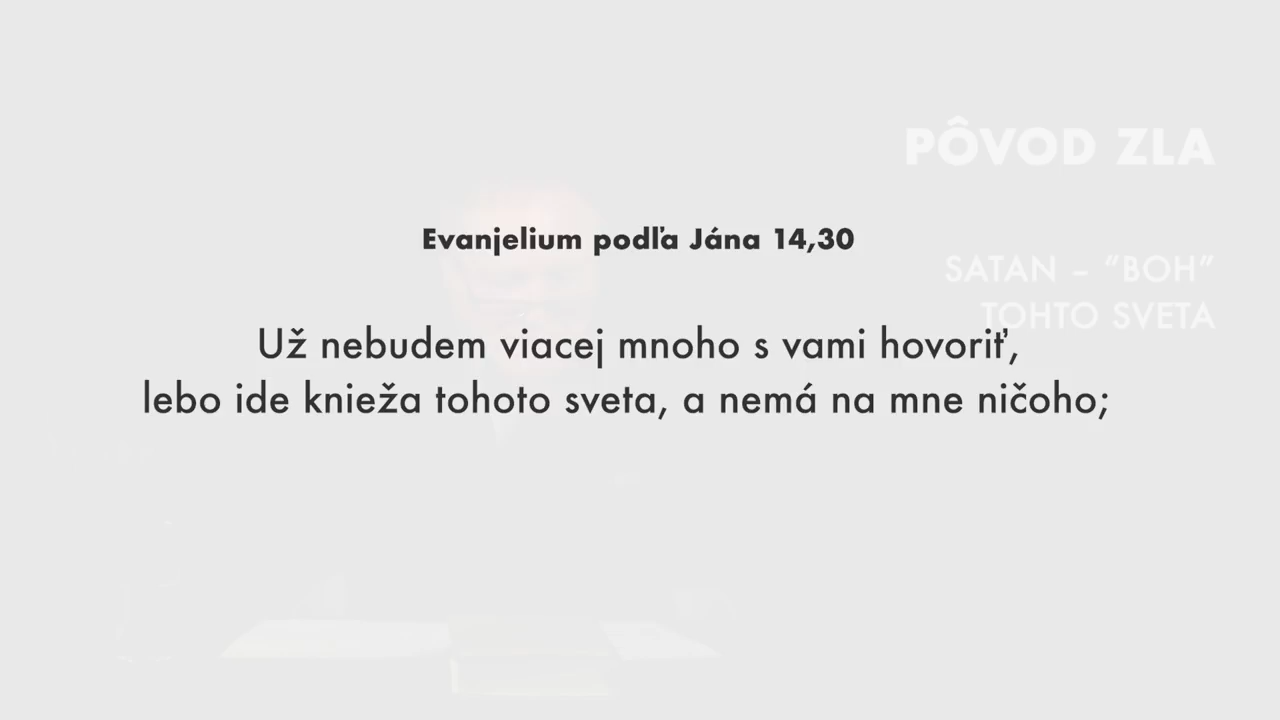 PÔVOD ZLA
Evanjelium podľa Jána 14,30
SATAN – "BOH"
TOHTO SVETA
Už nebudem viacej mnoho s vami hovoriť,
lebo ide knieža tohoto sveta, a nemá na mne ničoho;